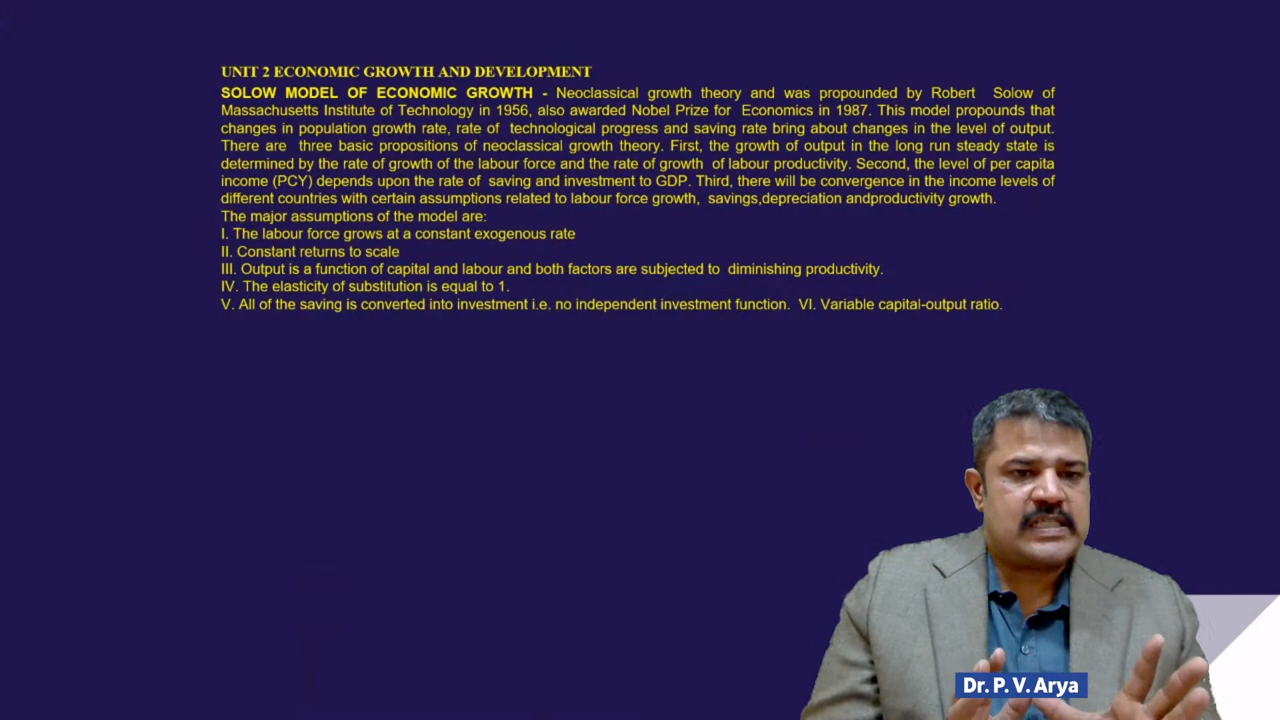 UNIT 2 ECONOMIC GROWTH AND DEVELOPMENT
SOLOW MODEL OF ECONOMIC GROWTH - Neoclassical growth theory and was propounded by Robert Solow of
Massachusetts Institute of Technology in 1956, also awarded Nobel Prize for Economics in 1987. This model propounds that
changes in population growth rate, rate of technological progress and saving rate bring about changes in the level of output.
There are three basic propositions of neoclassical growth theory. First, the growth of output in the long run steady state is
determined by the rate of growth of the labour force and the rate of growth of labour productivity. Second, the level of per capita
income (PCY) depends upon the rate of saving and investment to GDP. Third, there will be convergence in the income levels of
different countries with certain assumptions related to labour force growth, savings,depreciation andproductivity growth.
The major assumptions of the model are:
I. The labour force grows at a constant exogenous rate
II. Constant returns to scale
III. Output is a function of capital and labour and both factors are subjected to diminishing productivity.
IV. The elasticity of substitution is equal to 1.
V. All of the saving is converted into investment i.e. no independent investment function. VI. Variable capital-output ratio.
Dr. P. V. Arya